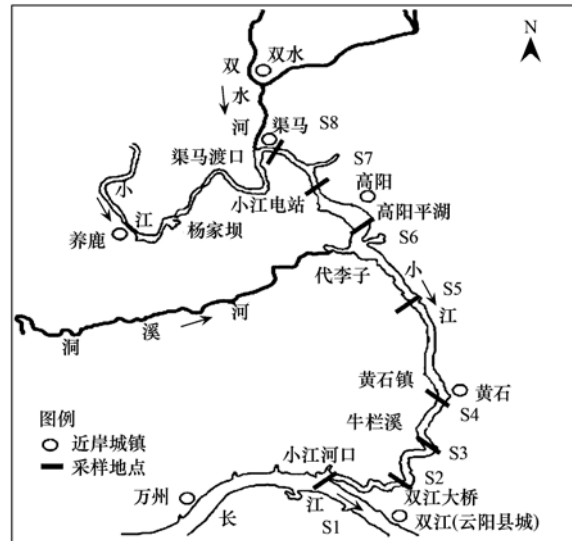 N
双水
双
水
河
渠马 S8
渠马渡口
S7
高阳
小江电站
高阳平湖
小
江
杨家坝
养鹿
S6
代李子
小
江
S5
洞
溪
河
黄石镇
黄石
S4
牛栏溪
S3
图例
近岸城镇
采样地点
小江河口
S2
双江大桥
万州
长
江
S1
双江(云阳县城)